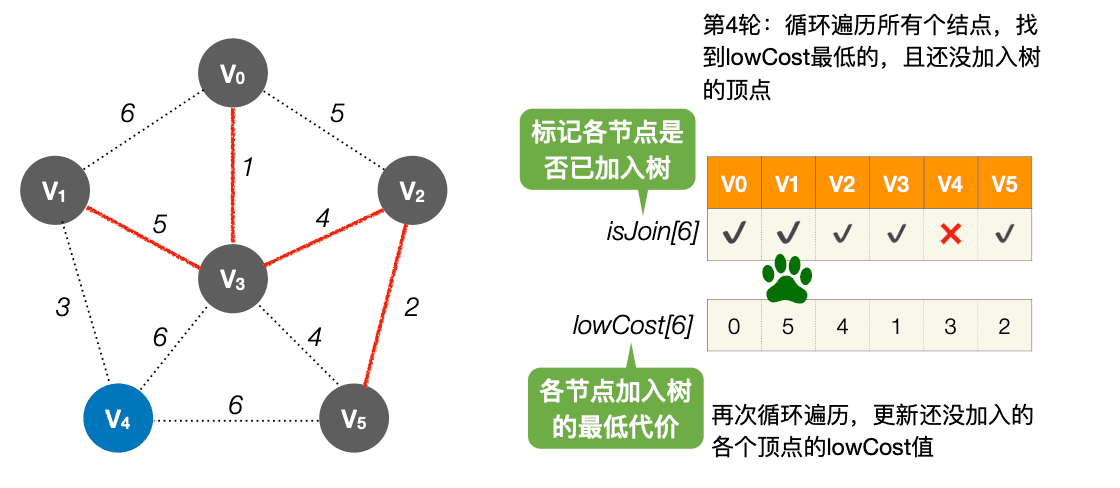 第4轮：循环遍历所有个结点，找
到lowCost最低的，且还没加入树
的顶点
V0
6
5
标记各节点是
否已加入树
1
V1
V2
V0 V1 V2 V3 V4 V5
5
4
isJoin[6] ✓ ✓ ✓ ✓ ✕ ✓
V3
3
2
lowCost[6] 0 5 4 1 3 2
6
4
各节点加入树
的最低代价
V4
6
V5
再次循环遍历，更新还没加入的
各个顶点的lowCost值